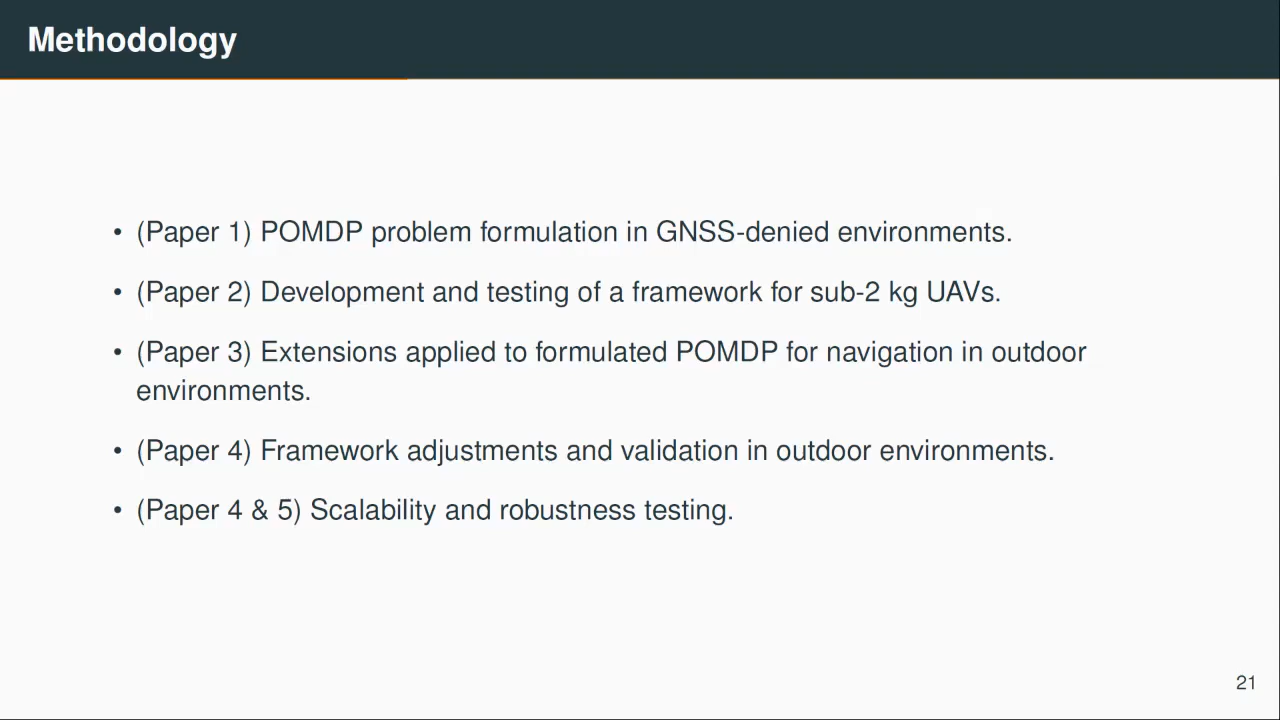 Methodology
• (Paper 1) POMDP problem formulation in GNSS-denied environments.
• (Paper 2) Development and testing of a framework for sub-2 kg UAVs.
• (Paper 3) Extensions applied to formulated POMDP for navigation in outdoor
environments.
• (Paper 4) Framework adjustments and validation in outdoor environments.
• (Paper 4 & 5) Scalability and robustness testing.
21